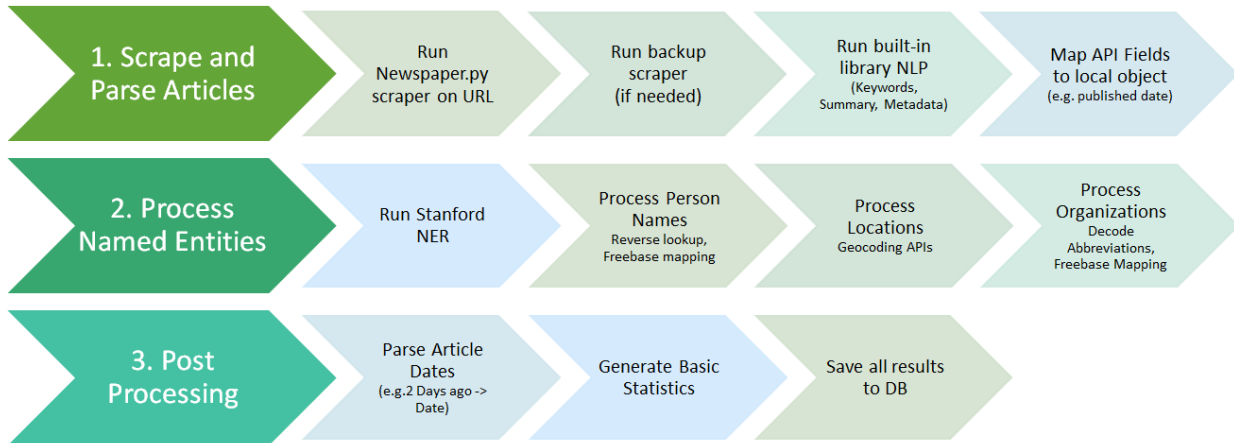 1. Scrape and
Parse Articles
Run
Newspaper.py
scraper on URL
Run backup
scraper
(if needed)
Run built-in
library NLP
(Keywords,
Summary, Metadata)
Map API Fields
to local object
(e.g. published date)
2. Process
Named Entities
Run Stanford
NER
Process Person
Names
Reverse lookup,
Freebase mapping
Process
Locations
Geocoding APIs
Process
Organizations
Decode
Abbreviations,
Freebase Mapping
3. Post
Processing
Parse Article
Dates
(e.g.2 Days ago ->
Date)
Generate Basic
Statistics
Save all results
to DB